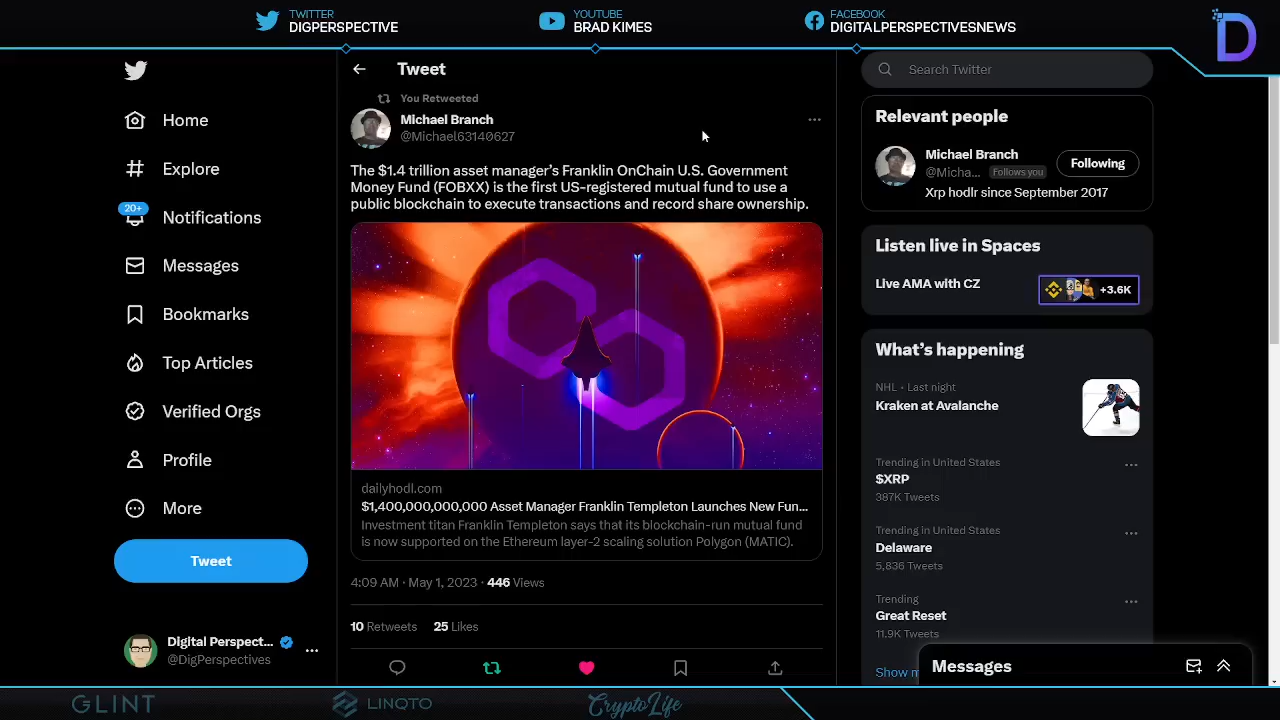 TWITTER
DIGPERSPECTIVE
YOUTUBE
BRAD KIMES
FACEBOOK
DIGITALPERSPECTIVESNEWS
Home
Explore
20+
Notifications
Messages
Bookmarks
Top Articles
Verified Orgs
Profile
More
Tweet
Digital Perspect...
@DigPerspectives
Tweet
You Retweeted
Michael Branch
@Michael63140627
The $1.4 trillion asset manager's Franklin OnChain U.S. Government
Money Fund (FOBXX) is the first US-registered mutual fund to use a
public blockchain to execute transactions and record share ownership.
dailyhodl.com
$1,400,000,000,000 Asset Manager Franklin Templeton Launches New Fun...
Investment titan Franklin Templeton says that its blockchain-run mutual fund
is now supported on the Ethereum layer-2 scaling solution Polygon (MATIC).
4:09 AM · May 1, 2023 · 446 Views
10 Retweets 25 Likes
Search Twitter
Relevant people
Michael Branch
@Micha... Follows you
Following
Xrp hodlr since September 2017
Listen live in Spaces
Live AMA with CZ
+3.6K
What's happening
NHL · Last night
Kraken at Avalanche
Trending in United States
$XRP
387K Tweets
Trending in United States
Delaware
5,836 Tweets
Trending
Great Reset
11.9K Tweets
Show m
Messages
GLINT
LINQTO
CryptoLife